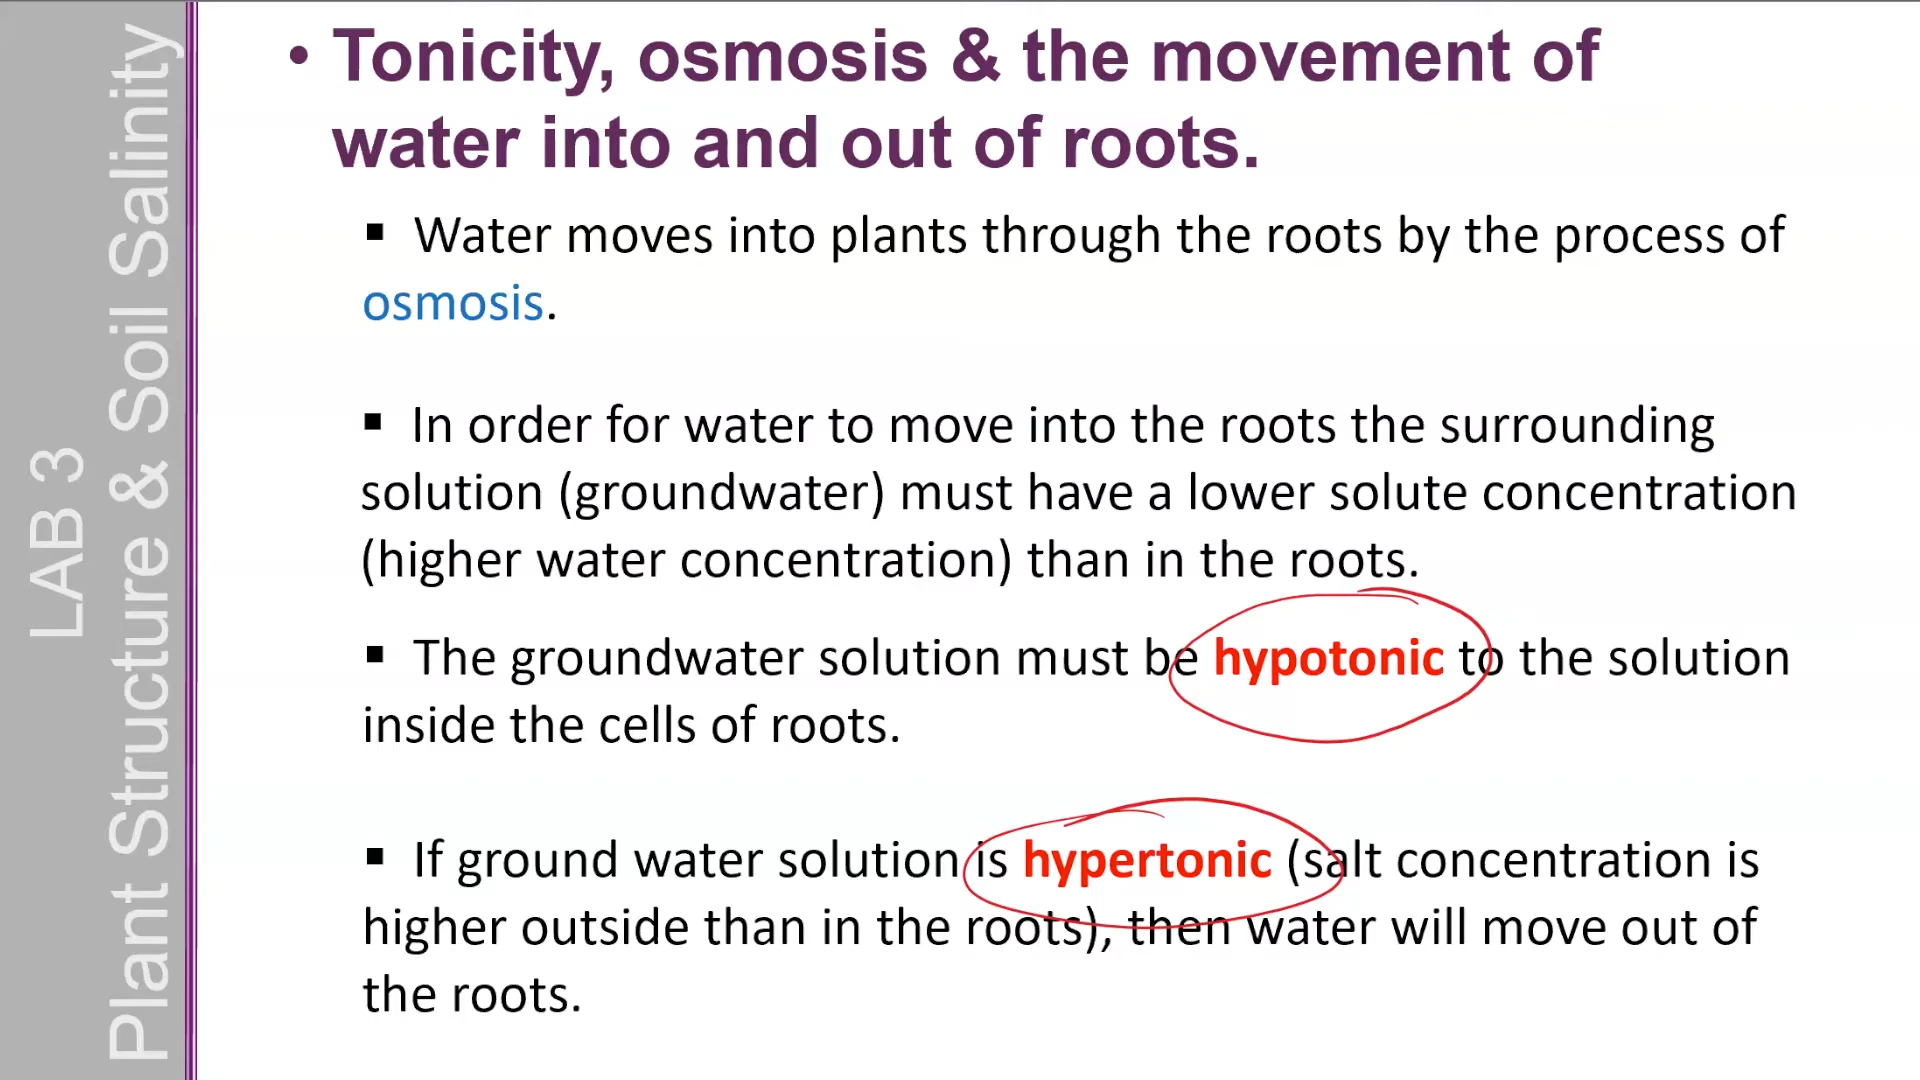 LAB 3
Plant Structure & Soil Salinity
• Tonicity, osmosis & the movement of
water into and out of roots.
▪ Water moves into plants through the roots by the process of
osmosis.
▪ In order for water to move into the roots the surrounding
solution (groundwater) must have a lower solute concentration
(higher water concentration) than in the roots.
▪ The groundwater solution must be hypotonic to the solution
inside the cells of roots.
▪ If ground water solution is hypertonic (salt concentration is
higher outside than in the roots), then water will move out of
the roots.